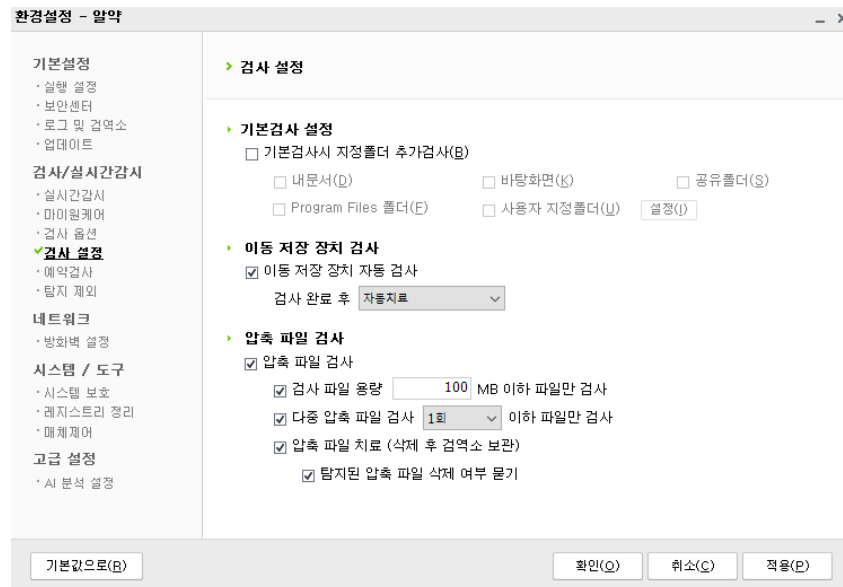 환경설정 - 알약
기본설정
· 실행 설정
· 보안센터
· 로그 및 검역소
· 업데이트
검사/실시간감시
· 실시간감시
· 마이원케어
· 검사 옵션
검사 설정
· 예약검사
· 탐지 제외
네트워크
· 방화벽 설정
시스템 / 도구
· 시스템 보호
· 레지스트리 정리
· 매체제어
고급 설정
· AI 분석 설정
검사 설정
기본검사 설정
기본검사시 지정폴더 추가검사(B)
내문서(D) 바탕화면(K) 공유폴더(S)
Program Files 폴더(F) 사용자 지정폴더(U) 설정(I)
이동 저장 장치 검사
이동 저장 장치 자동 검사
검사 완료 후 자동치료
압축 파일 검사
압축 파일 검사
검사 파일 용량 100 MB 이하 파일만 검사
다중 압축 파일 검사 1회 이하 파일만 검사
압축 파일 치료 (삭제 후 검역소 보관)
탐지된 압축 파일 삭제 여부 묻기
기본값으로(R) 확인(O) 취소(C) 적용(P)